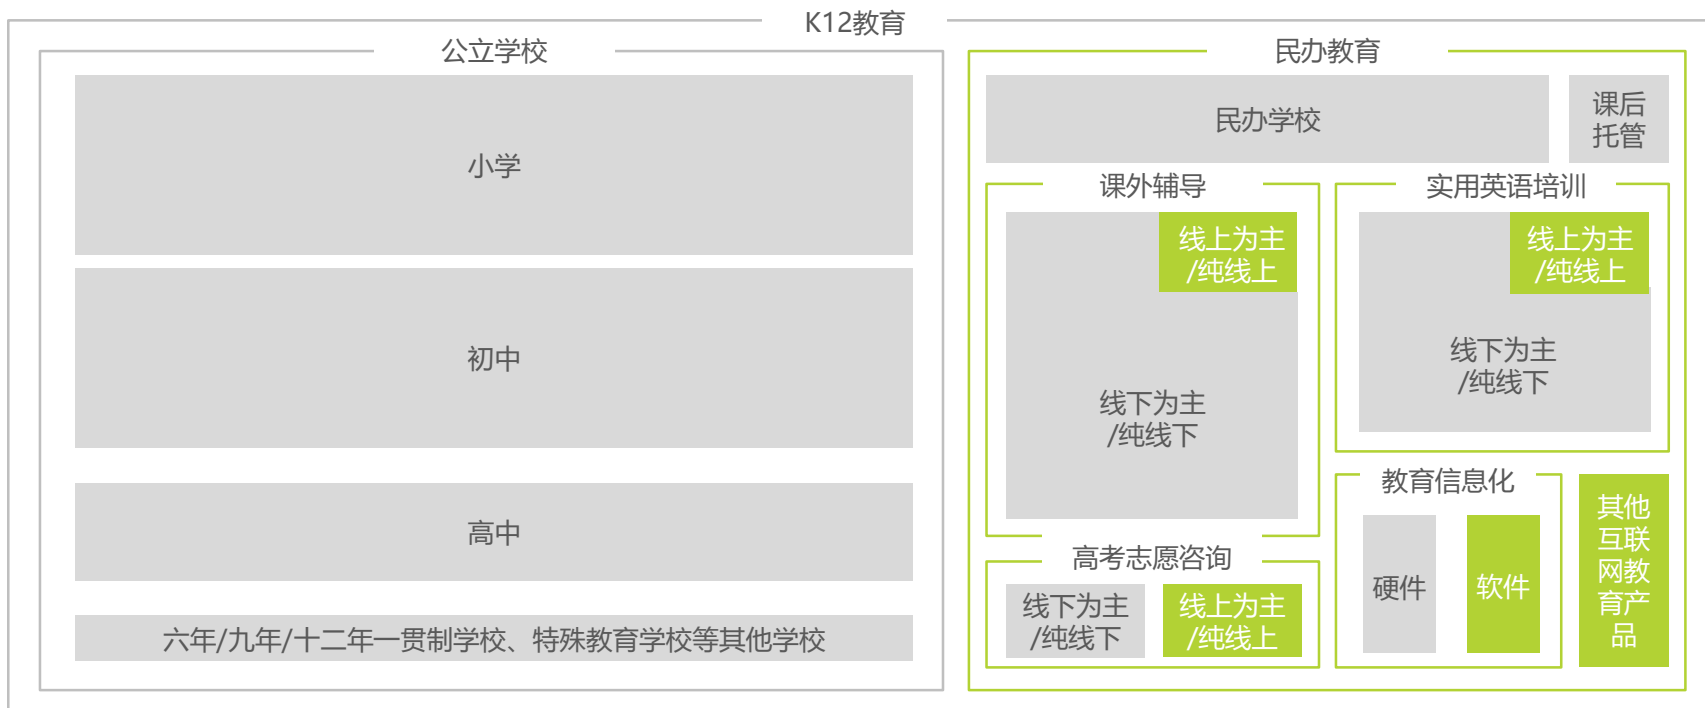 K12教育
公立学校
小学
初中
高中
六年/九年/十二年一贯制学校、特殊教育学校等其他学校
民办教育
民办学校
课后
托管
课外辅导
线上为主
/纯线上
线下为主
/纯线下
实用英语培训
线上为主
/纯线上
线下为主
/纯线下
高考志愿咨询
线下为主
/纯线下
线上为主
/纯线上
教育信息化
硬件
软件
其他
互联
网教
育产
品